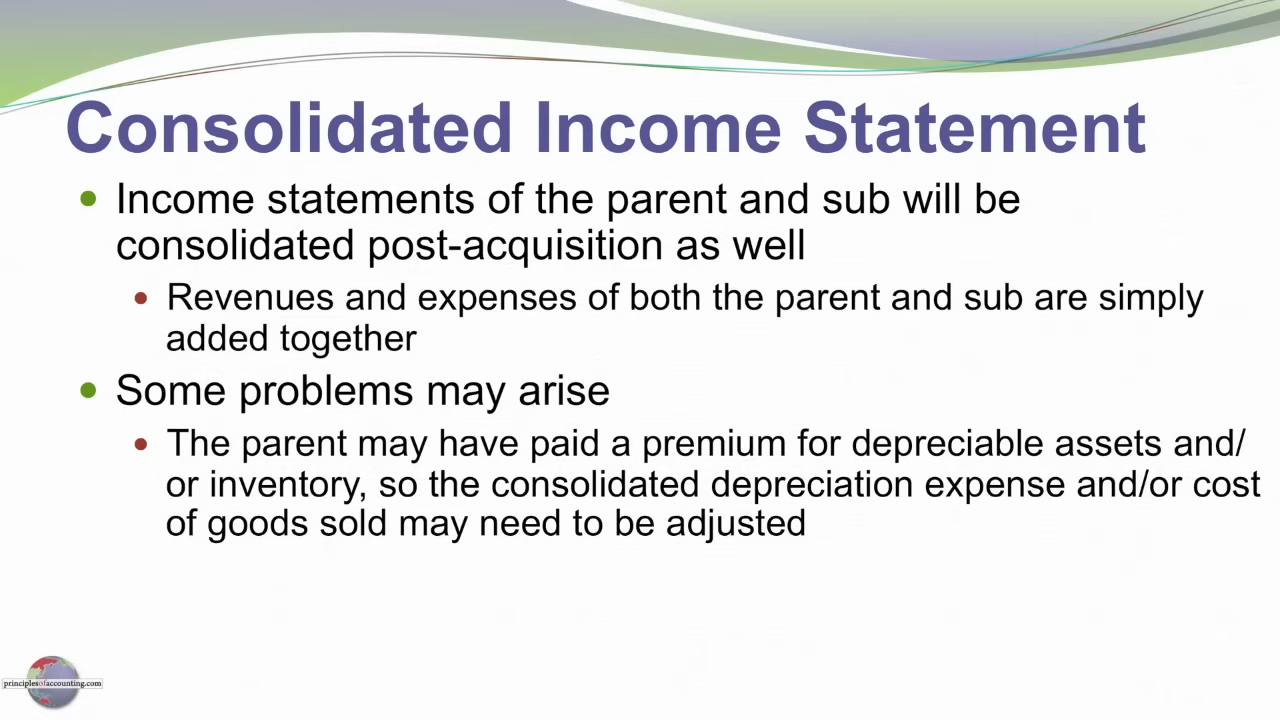 Consolidated Income Statement
• Income statements of the parent and sub will be
consolidated post-acquisition as well
• Revenues and expenses of both the parent and sub are simply
added together
• Some problems may arise
• The parent may have paid a premium for depreciable assets and/
or inventory, so the consolidated depreciation expense and/or cost
of goods sold may need to be adjusted
principlesofaccounting.com